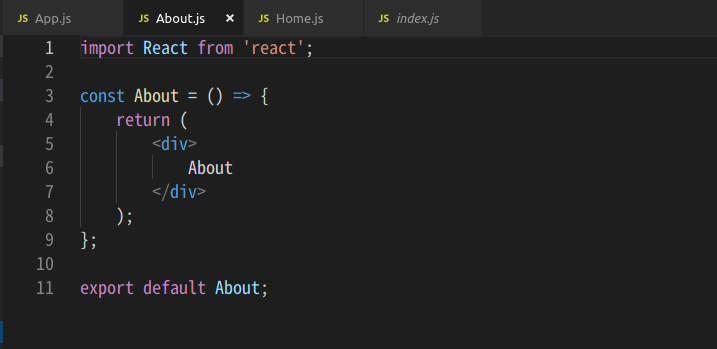 JS App.js JS About.js × JS Home.js JS index.js
1 import React from 'react';
2
3 const About = () => {
4 return (
5 <div>
6 About
7 </div>
8 );
9 };
10
11 export default About;